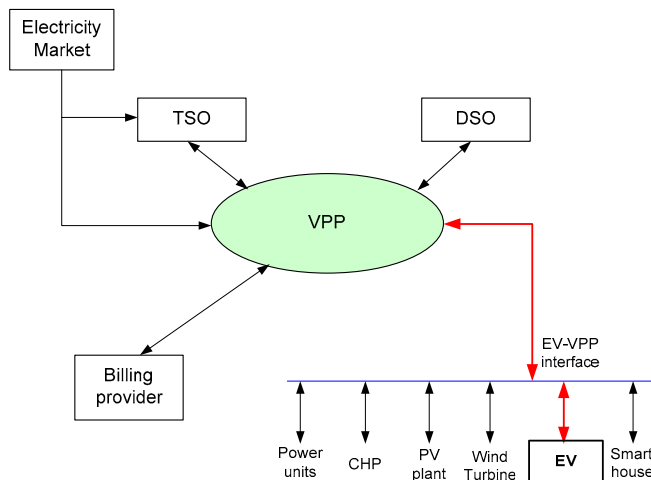 Electricity
Market
TSO
DSO
VPP
EV-VPP
interface
Billing
provider
Power
units
CHP
PV
plant
Wind
Turbine
EV
Smart
house